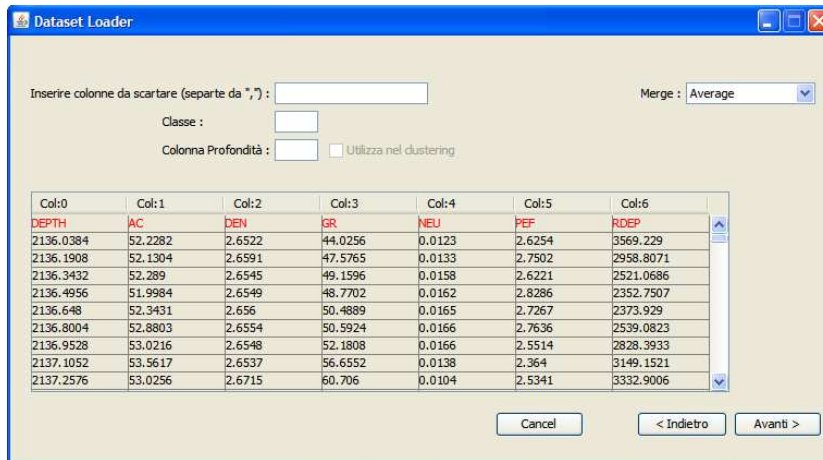 Dataset Loader
Inserire colonne da scartare (separte da ",") : Merge : Average
Classe :
Colonna Profondità : Utilizza nel clustering
Col:0 Col:1 Col:2 Col:3 Col:4 Col:5 Col:6
DEPTH AC DEN GR NEU PEF RDEP
2136.0384 52.2282 2.6522 44.0256 0.0123 2.6254 3569.229
2136.1908 52.1304 2.6591 47.5765 0.0133 2.7502 2958.8071
2136.3432 52.289 2.6545 49.1596 0.0158 2.6221 2521.0686
2136.4956 51.9984 2.6549 48.7702 0.0162 2.8286 2352.7507
2136.648 52.3431 2.656 50.4889 0.0165 2.7267 2373.929
2136.8004 52.8803 2.6554 50.5924 0.0166 2.7636 2539.0823
2136.9528 53.0216 2.6548 52.1808 0.0166 2.5514 2828.3933
2137.1052 53.5617 2.6537 56.6552 0.0138 2.364 3149.1521
2137.2576 53.0256 2.6715 60.706 0.0104 2.5341 3332.9006
Cancel < Indietro Avanti >